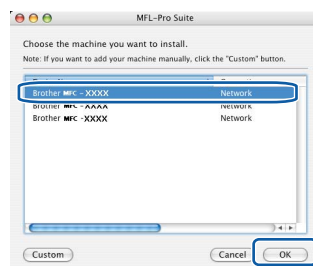 MFL-Pro Suite
Choose the machine you want to install.
Note: If you want to add your machine manually, click the "Custom" button.
Brother MFC - XXXX Network
Brother MFC - XXXX Network
Brother MFC - XXXX Network
Custom Cancel OK